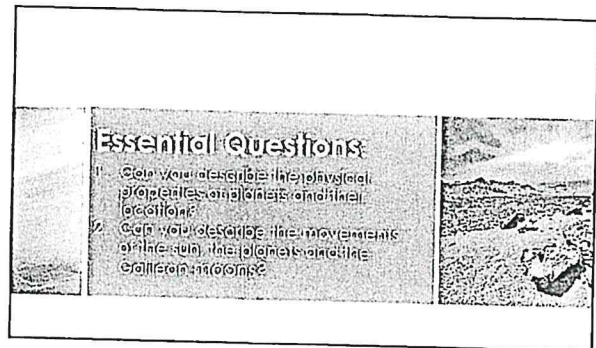 Essential Questions:
1. Can you describe the physical
properties of planets and their
location?
2. Can you describe the movements
of the sun, the planets and the
Galilean moons?